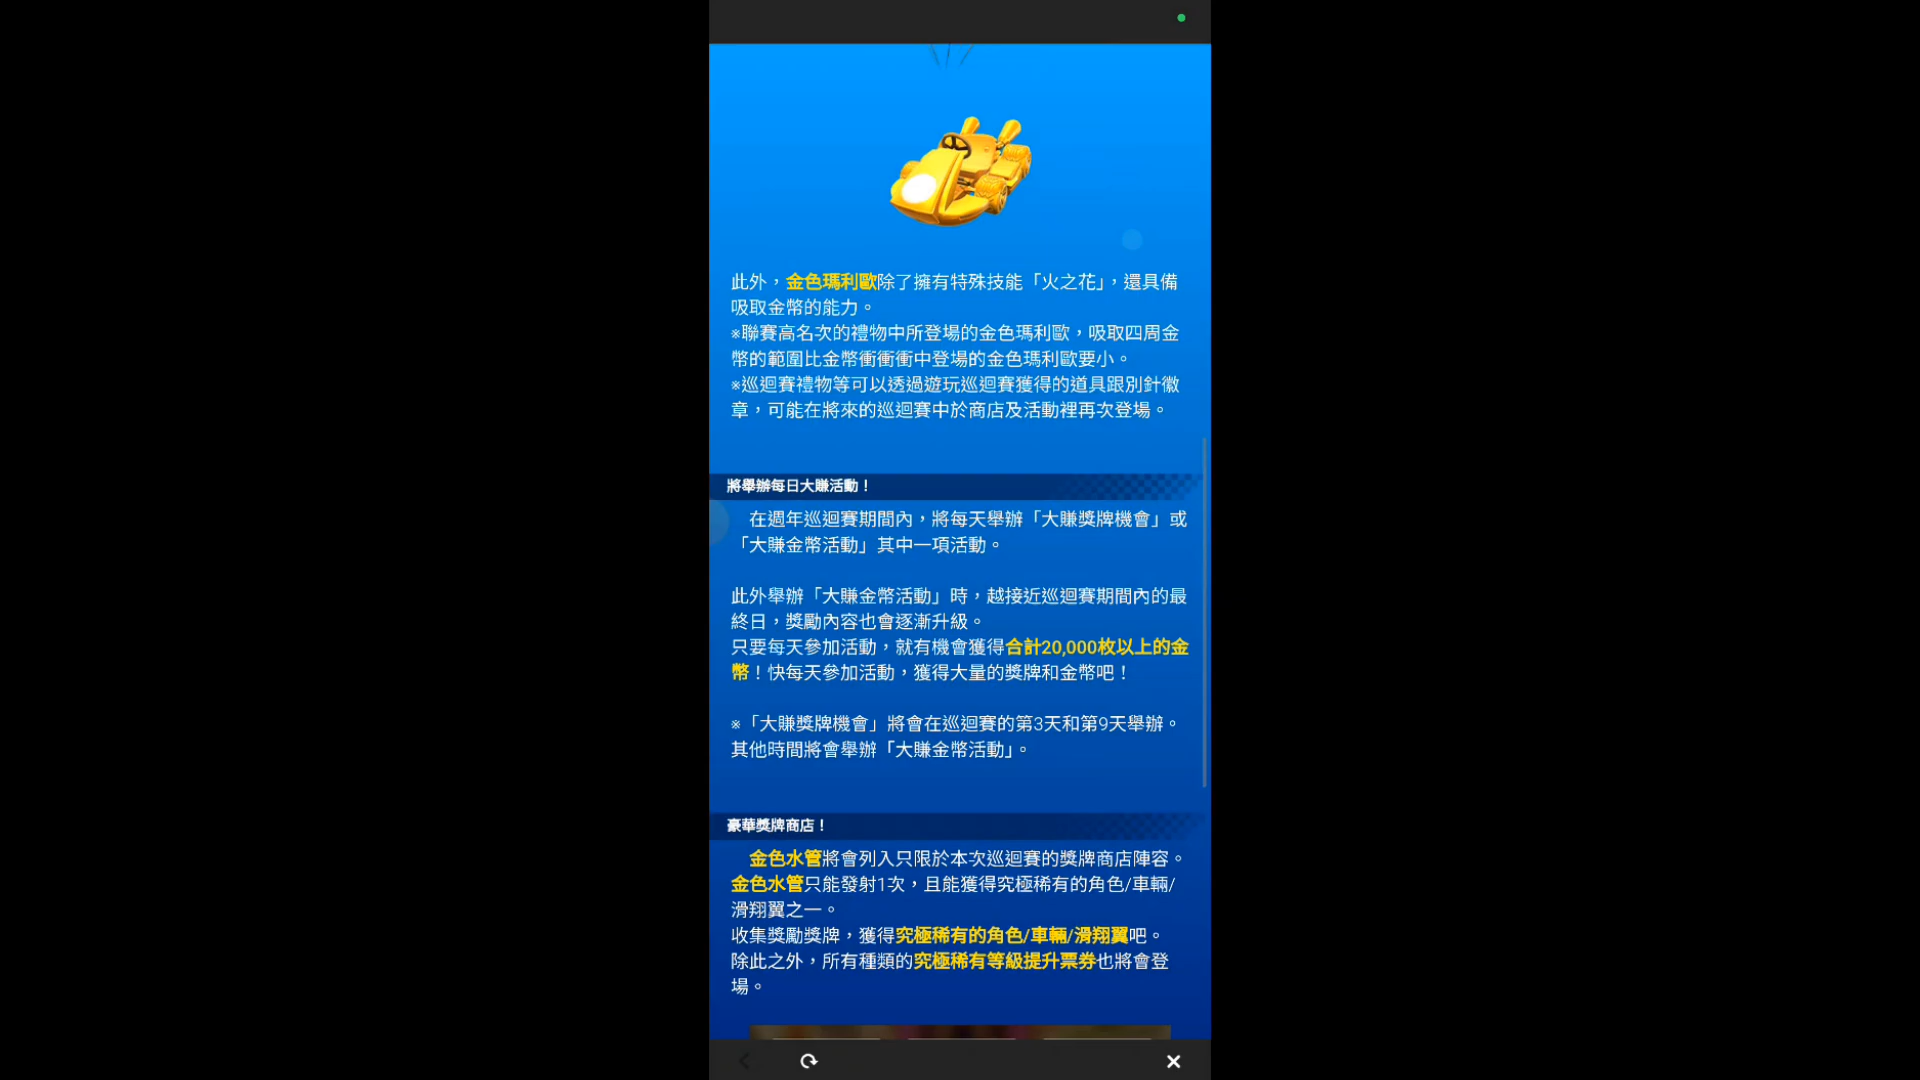 此外，金色瑪利歐除了擁有特殊技能「火之花」，還具備
吸取金幣的能力。
※聯賽高名次的禮物中所登場的金色瑪利歐，吸取四周金
幣的範圍比金幣衝衝衝中登場的金色瑪利歐要小。
※巡迴賽禮物等可以透過遊玩巡迴賽獲得的道具跟別針徽
章，可能在將來的巡迴賽中於商店及活動裡再次登場。
將舉辦每日大賺活動！
在週年巡迴賽期間內，將每天舉辦「大賺獎牌機會」或
「大賺金幣活動」其中一項活動。
此外舉辦「大賺金幣活動」時，越接近巡迴賽期間內的最
終日，獎勵內容也會逐漸升級。
只要每天參加活動，就有機會獲得合計20,000枚以上的金
幣！快每天參加活動，獲得大量的獎牌和金幣吧！
※「大賺獎牌機會」將會在巡迴賽的第3天和第9天舉辦。
其他時間將會舉辦「大賺金幣活動」。
豪華獎牌商店！
金色水管將會列入只限於本次巡迴賽的獎牌商店陣容。
金色水管只能發射1次，且能獲得究極稀有的角色/車輛/
滑翔翼之一。
收集獎勵獎牌，獲得究極稀有的角色/車輛/滑翔翼吧。
除此之外，所有種類的究極稀有等級提升票券也將會登
場。